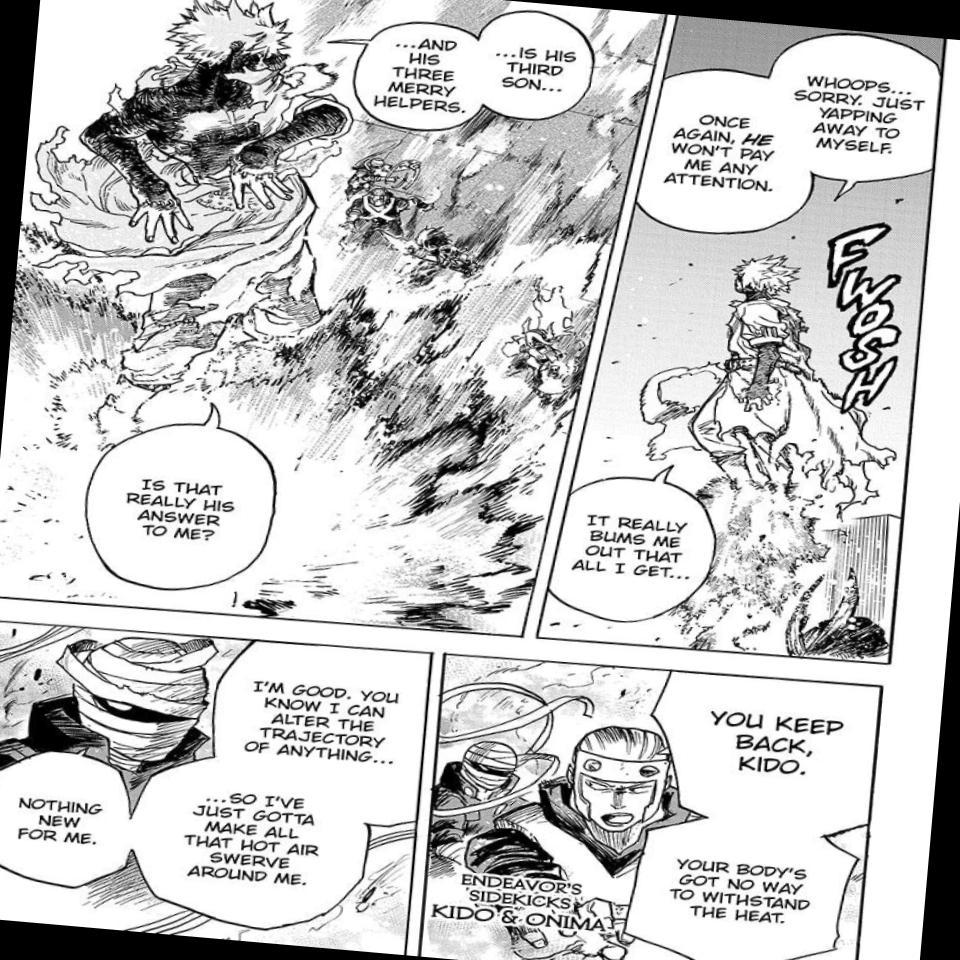 WHOOPS...
SORRY. JUST
YAPPING
AWAY TO
MYSELF.
ONCE
AGAIN, HE
WON'T PAY
ME ANY
ATTENTION.
FWOSH
IT REALLY
BUMS ME
OUT THAT
ALL I GET...
...IS HIS
THIRD
SON...
...AND
HIS
THREE
MERRY
HELPERS.
IS THAT
REALLY HIS
ANSWER
TO ME?
YOU KEEP
BACK,
KIDO.
YOUR BODY'S
GOT NO WAY
TO WITHSTAND
THE HEAT.
ENDEAVOR'S
SIDEKICKS
KIDO & ONIMA
I'M GOOD. YOU
KNOW I CAN
ALTER THE
TRAJECTORY
OF ANYTHING...
...SO I'VE
JUST GOTTA
MAKE ALL
THAT HOT AIR
SWERVE
AROUND ME.
NOTHING
NEW
FOR ME.